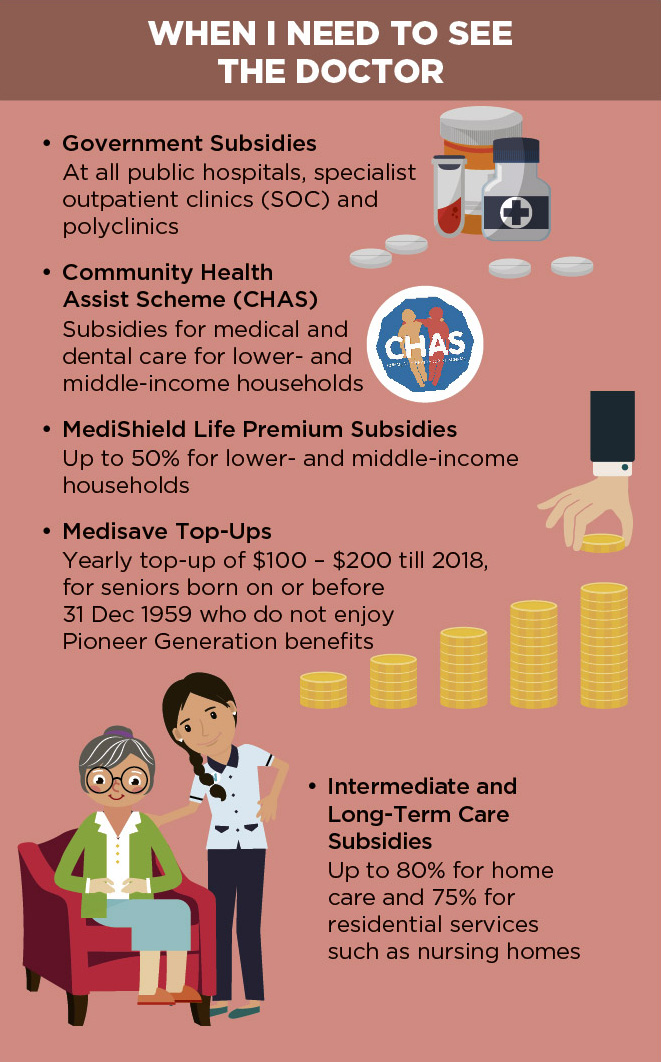 WHEN I NEED TO SEE
THE DOCTOR
• Government Subsidies
At all public hospitals, specialist
outpatient clinics (SOC) and
polyclinics
• Community Health
Assist Scheme (CHAS)
Subsidies for medical and
dental care for lower- and
middle-income households
CHAS
• MediShield Life Premium Subsidies
Up to 50% for lower- and middle-income
households
• Medisave Top-Ups
Yearly top-up of $100 – $200 till 2018,
for seniors born on or before
31 Dec 1959 who do not enjoy
Pioneer Generation benefits
• Intermediate and
Long-Term Care
Subsidies
Up to 80% for home
care and 75% for
residential services
such as nursing homes